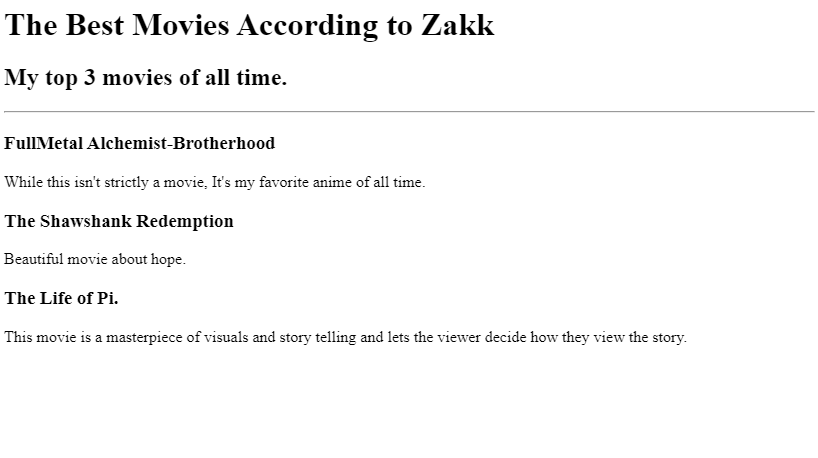 The Best Movies According to Zakk
My top 3 movies of all time.
FullMetal Alchemist-Brotherhood
While this isn't strictly a movie, It's my favorite anime of all time.
The Shawshank Redemption
Beautiful movie about hope.
The Life of Pi.
This movie is a masterpiece of visuals and story telling and lets the viewer decide how they view the story.